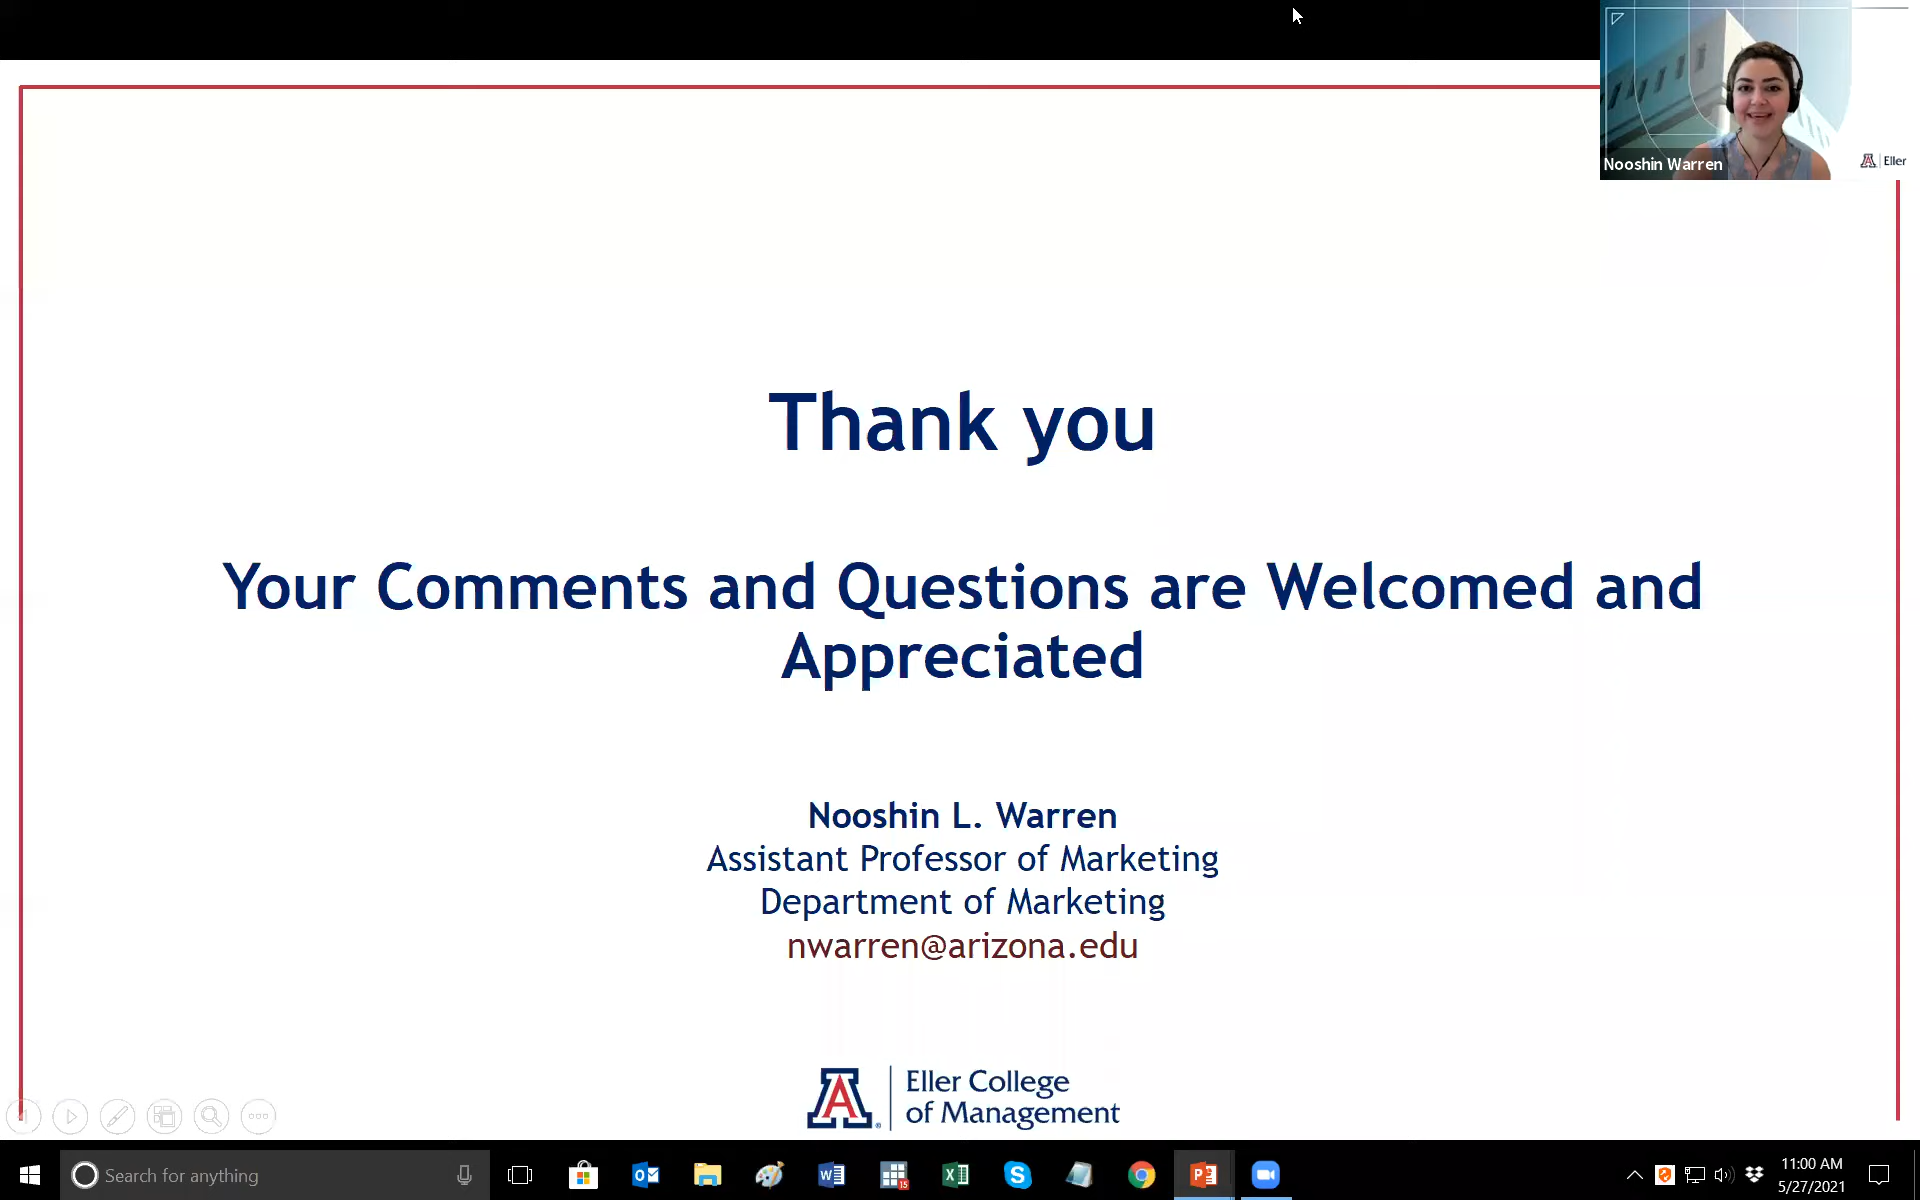 Nooshin Warren
A Eller
Thank you
Your Comments and Questions are Welcomed and
Appreciated
Nooshin L. Warren
Assistant Professor of Marketing
Department of Marketing
nwarren@arizona.edu
A Eller College
of Management
Search for anything
15
11:00 AM
5/27/2021